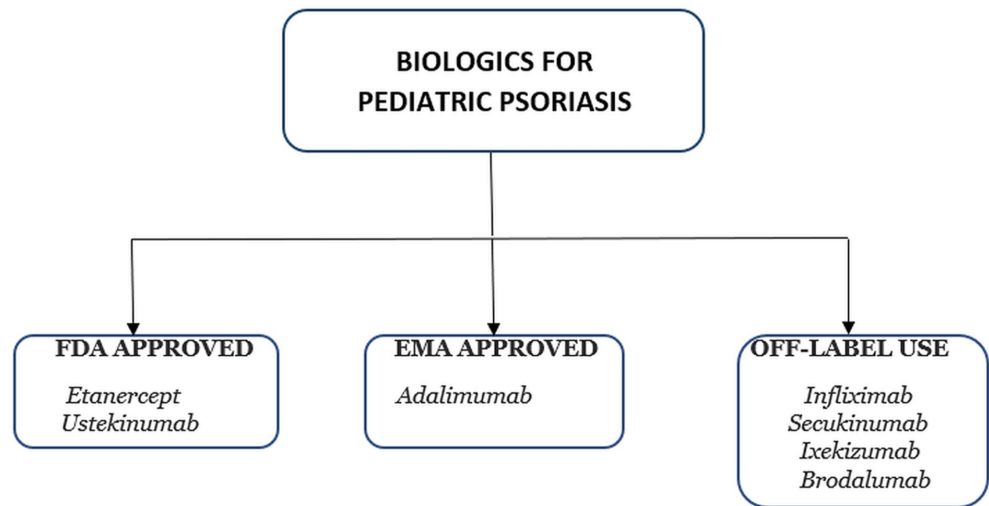 BIOLOGICS FOR
PEDIATRIC PSORIASIS
FDA APPROVED
Etanercept
Ustekinumab
EMA APPROVED
Adalimumab
OFF-LABEL USE
Infliximab
Secukinumab
Ixekizumab
Brodalumab